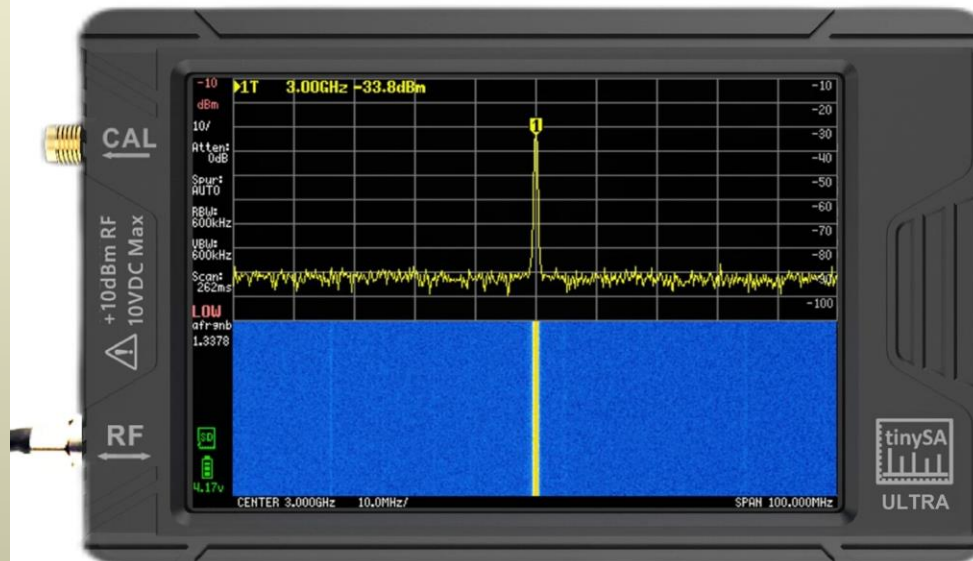 CAL
+10dBm RF
10VDC Max
RF
-10
dBm
10/
Atten:
0dB
Spur:
AUTO
RBW:
600kHz
VBW:
600kHz
Scan:
262ms
LOW
afrgnb
1.3378
SD
4.17v
▶1T 3.00GHz -33.8dBm
1
-10
-20
-30
-40
-50
-60
-70
-80
-90
-100
CENTER 3.000GHz 10.0MHz/ SPAN 100.000MHz
tinySA
ULTRA